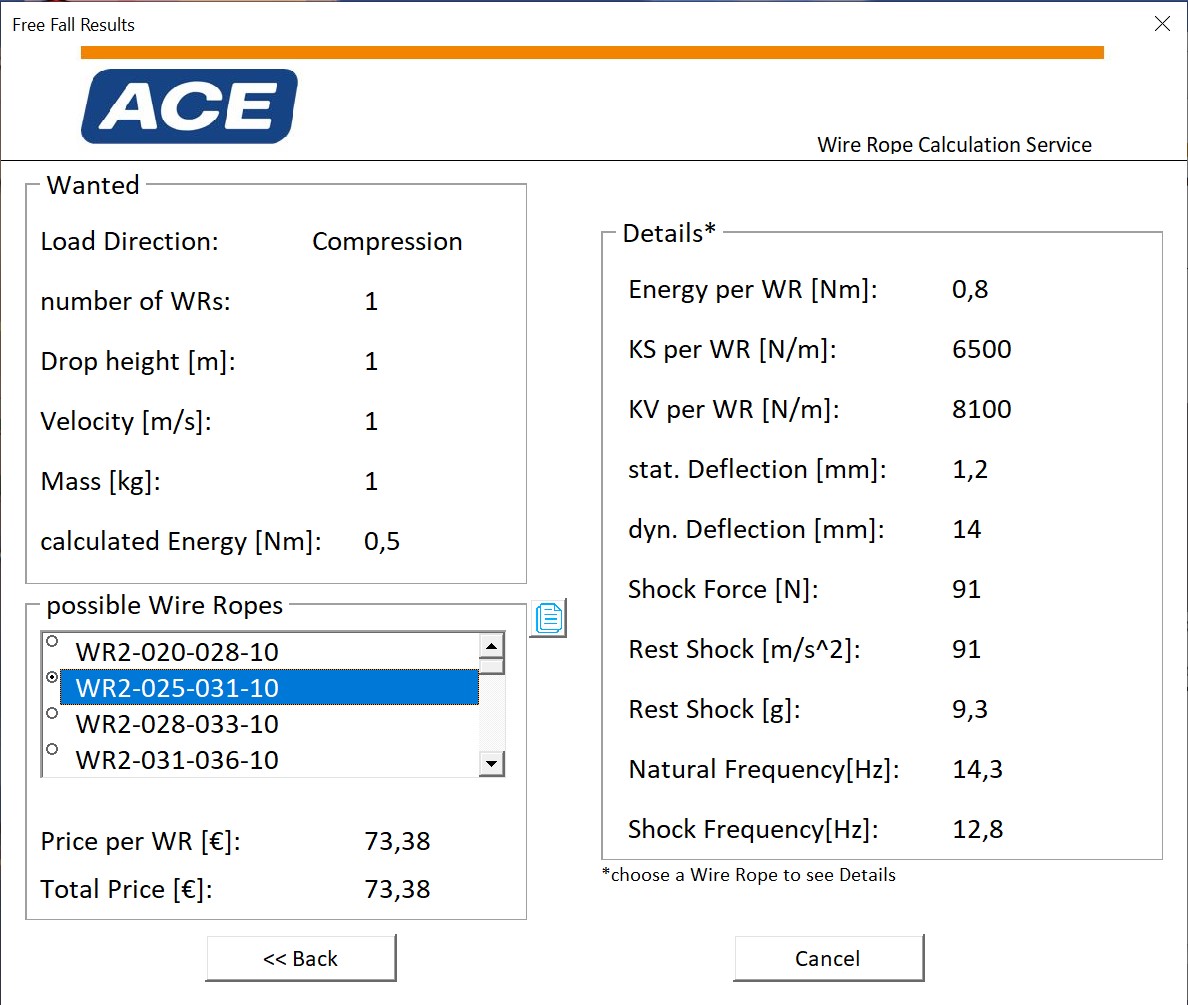 Free Fall Results
ACE
Wire Rope Calculation Service
Wanted
Load Direction: Compression
number of WRs: 1
Drop height [m]: 1
Velocity [m/s]: 1
Mass [kg]: 1
calculated Energy [Nm]: 0,5
possible Wire Ropes
WR2-020-028-10
WR2-025-031-10
WR2-028-033-10
WR2-031-036-10
Price per WR [€]: 73,38
Total Price [€]: 73,38
Details*
Energy per WR [Nm]: 0,8
KS per WR [N/m]: 6500
KV per WR [N/m]: 8100
stat. Deflection [mm]: 1,2
dyn. Deflection [mm]: 14
Shock Force [N]: 91
Rest Shock [m/s^2]: 91
Rest Shock [g]: 9,3
Natural Frequency[Hz]: 14,3
Shock Frequency[Hz]: 12,8
*choose a Wire Rope to see Details
<< Back
Cancel